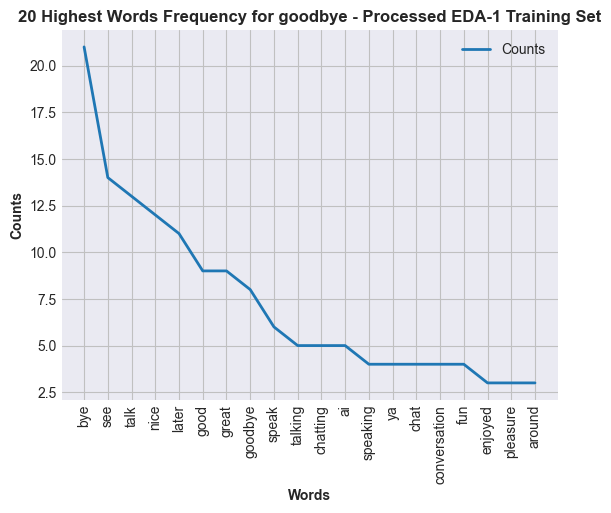 20 Highest Words Frequency for goodbye - Processed EDA-1 Training Set
Counts
20.0
17.5
15.0
12.5
10.0
7.5
5.0
2.5
Counts
bye
see
talk
nice
later
good
great
goodbye
speak
talking
chatting
ai
speaking
ya
chat
conversation
fun
enjoyed
pleasure
around
Words